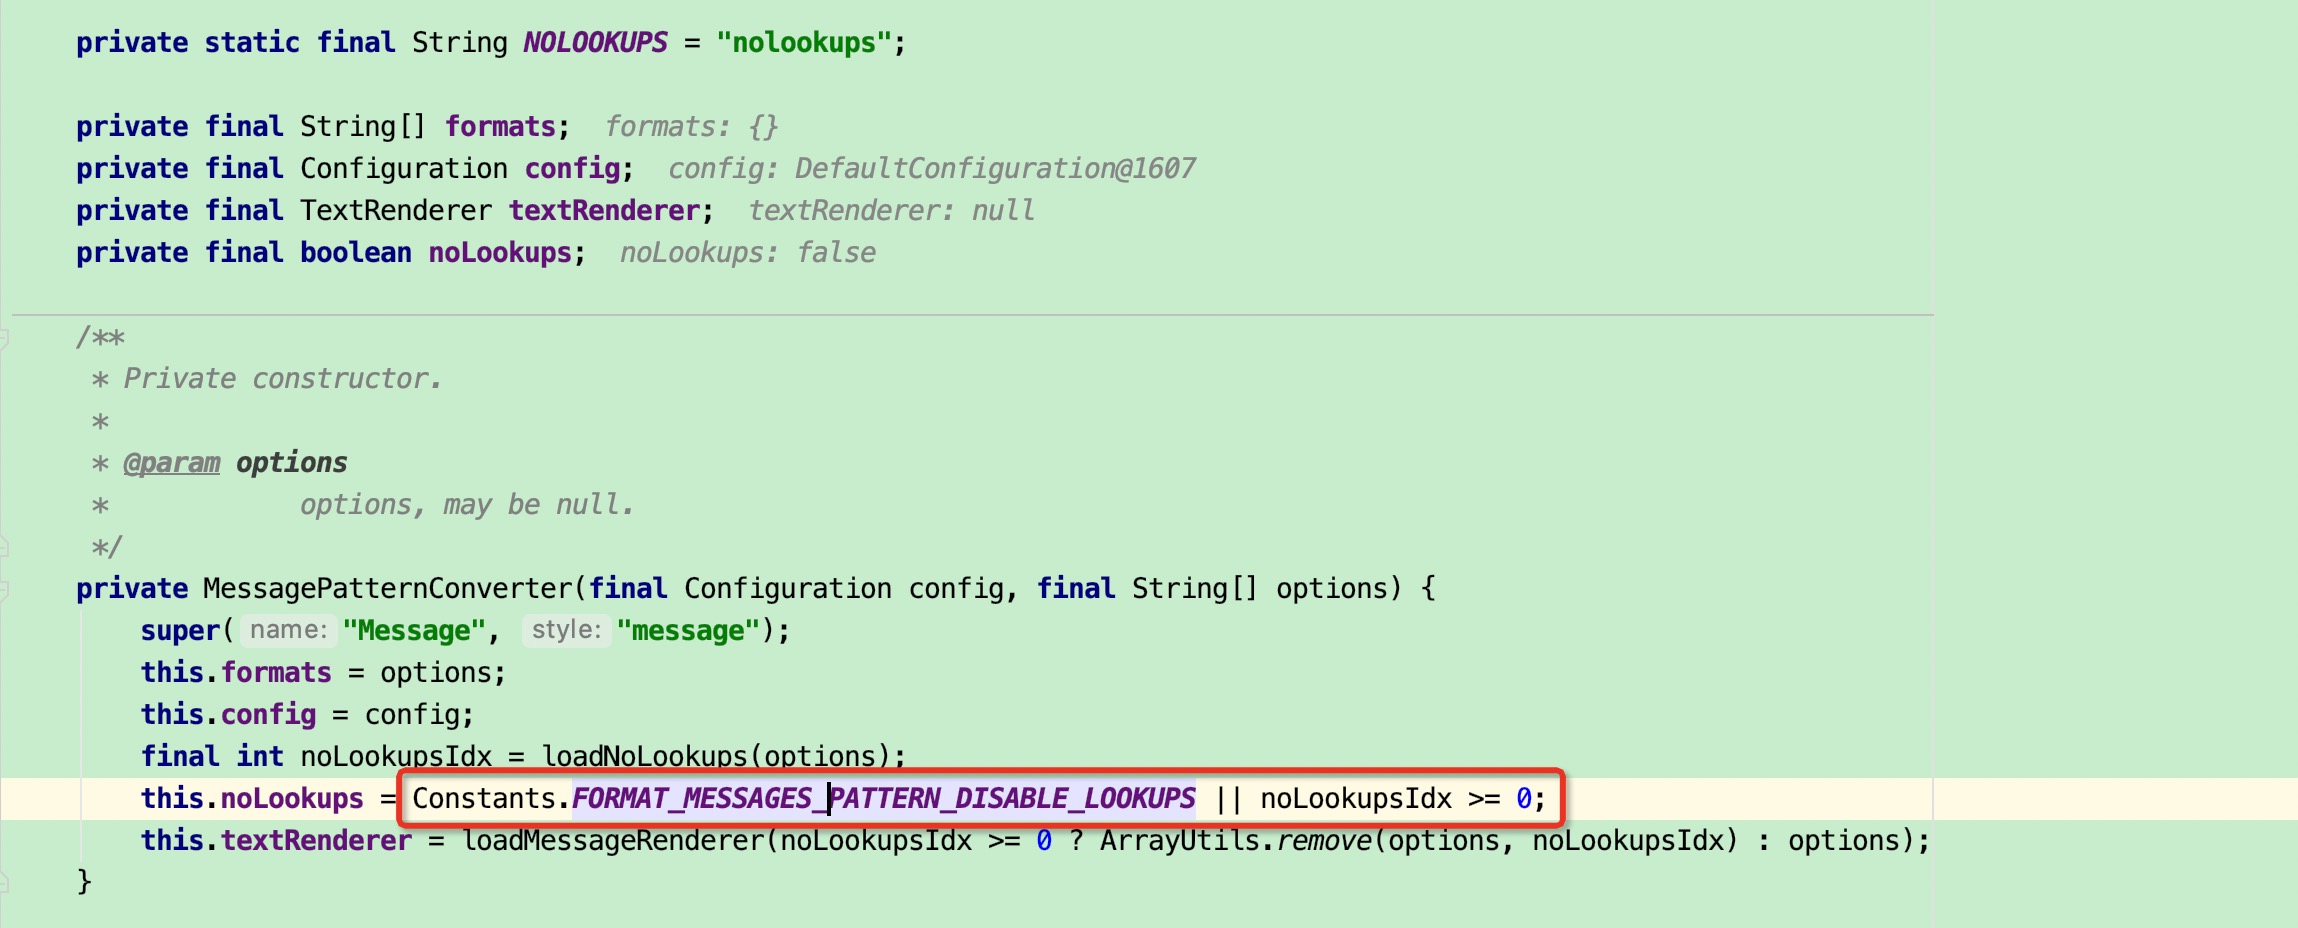 private static final String NOLOOKUPS = "nolookups";
private final String[] formats; formats: {}
private final Configuration config; config: DefaultConfiguration@1607
private final TextRenderer textRenderer; textRenderer: null
private final boolean noLookups; noLookups: false
/**
* Private constructor.
*
* @param options
* options, may be null.
*/
private MessagePatternConverter(final Configuration config, final String[] options) {
super( name: "Message", style: "message");
this.formats = options;
this.config = config;
final int noLookupsIdx = loadNoLookups(options);
this.noLookups = Constants.FORMAT_MESSAGES_PATTERN_DISABLE_LOOKUPS || noLookupsIdx >= 0;
this.textRenderer = loadMessageRenderer(noLookupsIdx >= 0 ? ArrayUtils.remove(options, noLookupsIdx) : options);
}